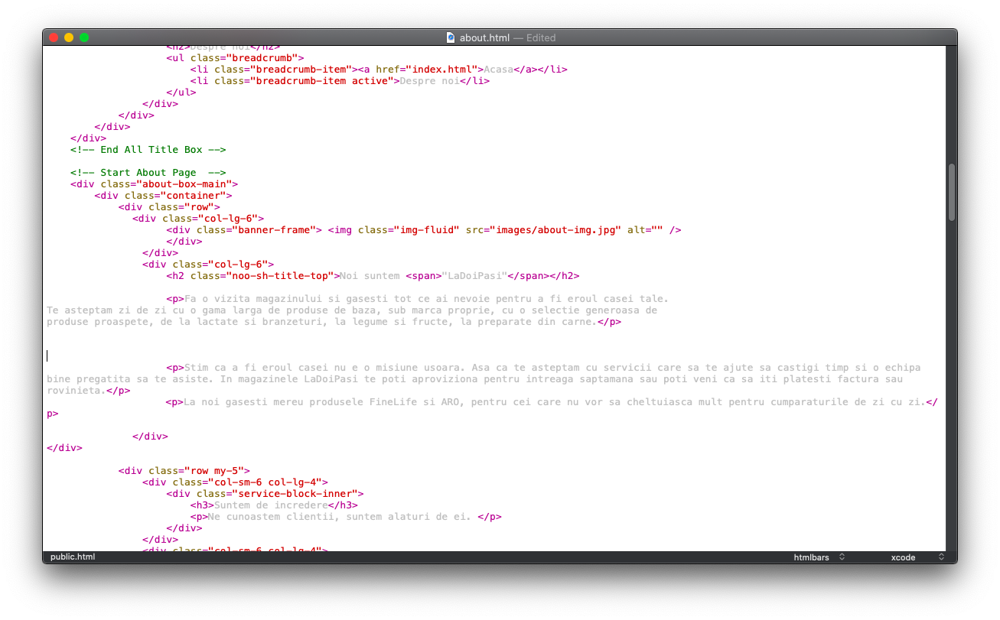 about.html — Edited
<h2>Despre noi</h2>
<ul class="breadcrumb">
<li class="breadcrumb-item"><a href="index.html">Acasa</a></li>
<li class="breadcrumb-item active">Despre noi</li>
</ul>
</div>
</div>
</div>
</div>
<!-- End All Title Box -->
<!-- Start About Page  -->
<div class="about-box-main">
<div class="container">
<div class="row">
<div class="col-lg-6">
<div class="banner-frame"> <img class="img-fluid" src="images/about-img.jpg" alt="" />
</div>
</div>
<div class="col-lg-6">
<h2 class="noo-sh-title-top">Noi suntem <span>"LaDoiPasi"</span></h2>
<p>Fa o vizita magazinului si gasesti tot ce ai nevoie pentru a fi eroul casei tale.
Te asteptam zi de zi cu o gama larga de produse de baza, sub marca proprie, cu o selectie generoasa de
produse proaspete, de la lactate si branzeturi, la legume si fructe, la preparate din carne.</p>
<p>Stim ca a fi eroul casei nu e o misiune usoara. Asa ca te asteptam cu servicii care sa te ajute sa castigi timp si o echipa
bine pregatita sa te asiste. In magazinele LaDoiPasi te poti aproviziona pentru intreaga saptamana sau poti veni ca sa iti platesti factura sau
rovinieta.</p>
<p>La noi gasesti mereu produsele FineLife si ARO, pentru cei care nu vor sa cheltuiasca mult pentru cumparaturile de zi cu zi.</
p>
</div>
</div>
<div class="row my-5">
<div class="col-sm-6 col-lg-4">
<div class="service-block-inner">
<h3>Suntem de incredere</h3>
<p>Ne cunoastem clientii, suntem alaturi de ei. </p>
</div>
</div>
<div class="col-sm-6 col-lg-4">
public.html htmlbars xcode